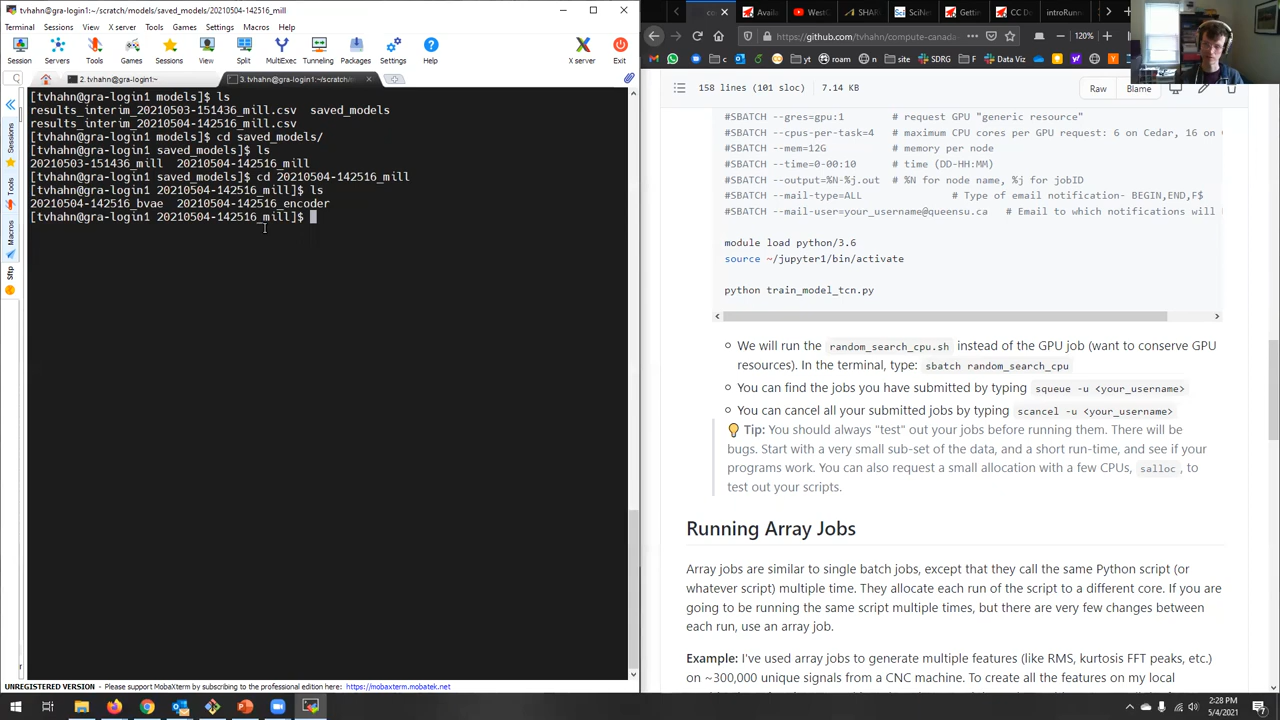 tvhahn@gra-login1:~/scratch/models/saved_models/20210504-142516_mill
Terminal Sessions View X server Tools Games Settings Macros Help
Session Servers Tools Games Sessions View Split MultiExec Tunneling Packages Settings Help X server Exit
2. tvhahn@gra-login1:~
3. tvhahn@gra-login1:~/scratch/
Sessions
Tools
Macros
Sftp
[tvhahn@gra-login1 models]$ ls
results_interim_20210503-151436_mill.csv saved_models
results_interim_20210504-142516_mill.csv
[tvhahn@gra-login1 models]$ cd saved_models/
[tvhahn@gra-login1 saved_models]$ ls
20210503-151436_mill 20210504-142516_mill
[tvhahn@gra-login1 saved_models]$ cd 20210504-142516_mill
[tvhahn@gra-login1 20210504-142516_mill]$ ls
20210504-142516_bvae 20210504-142516_encoder
[tvhahn@gra-login1 20210504-142516_mill]$
UNREGISTERED VERSION - Please support MobaXterm by subscribing to the professional edition here: https://mobaxterm.mobatek.net
Availa West SHAR Sci Gette CC D introRun
https://github.com/tvhahn/compute-canad 120%
SIG Data Viz
158 lines (101 sloc) 7.14 KB
Raw Blame
#SBATCH --gres=gpu:1 # request GPU "generic resource"
#SBATCH --cpus-per-task=4 # maximum CPU cores per GPU request: 6 on Cedar, 16 on
#SBATCH --mem=12G # memory per node
#SBATCH --time=0-00:10 # time (DD-HH:MM)
#SBATCH --output=%N-%j.out # %N for node name, %j for jobID
#SBATCH --mail-type=ALL # Type of email notification- BEGIN,END,F
#SBATCH --mail-user=your_username@queensu.ca # Email to which notifications will
module load python/3.6
source ~/jupyter1/bin/activate
python train_model_tcn.py
We will run the random_search_cpu.sh instead of the GPU job (want to conserve GPU
resources). In the terminal, type: sbatch random_search_cpu
You can find the jobs you have submitted by typing squeue -u <your_username>
You can cancel all your submitted jobs by typing scancel -u <your_username>
Tip: You should always "test" out your jobs before running them. There will be
bugs. Start with a very small sub-set of the data, and a short run-time, and see if your
programs work. You can also request a small allocation with a few CPUs, salloc, to
test out your scripts.
Running Array Jobs
Array jobs are similar to single batch jobs, except that they call the same Python script (or
whatever script) multiple time. They allocate each run of the script to a different core. If you are
going to be running the same script multiple times, but there are very few changes between
each run, use an array job.
Example: I've used array jobs to generate multiple features (like RMS, kurtosis FFT peaks, etc.)
on ~300,000 unique signals from a CNC machine. To create all the feature
2:28 PM
5/4/2021